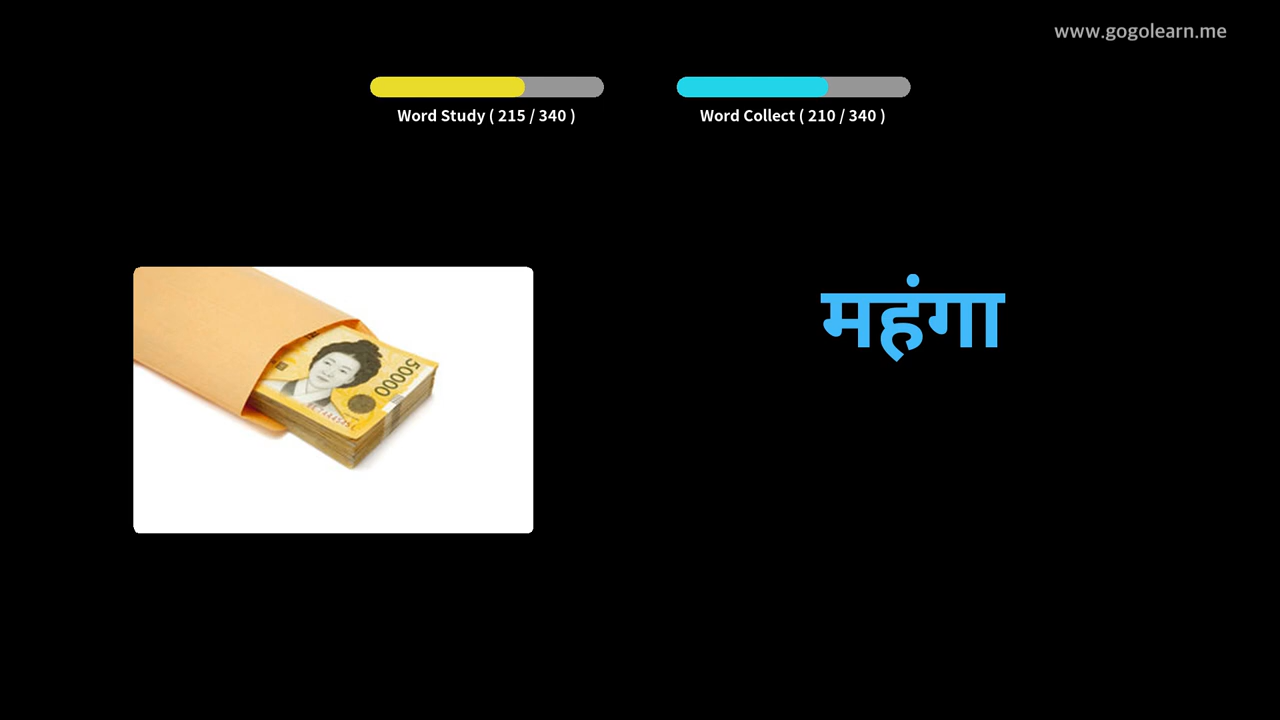 www.gogolearn.me
Word Study ( 215 / 340 )
Word Collect ( 210 / 340 )
महंगा
50000